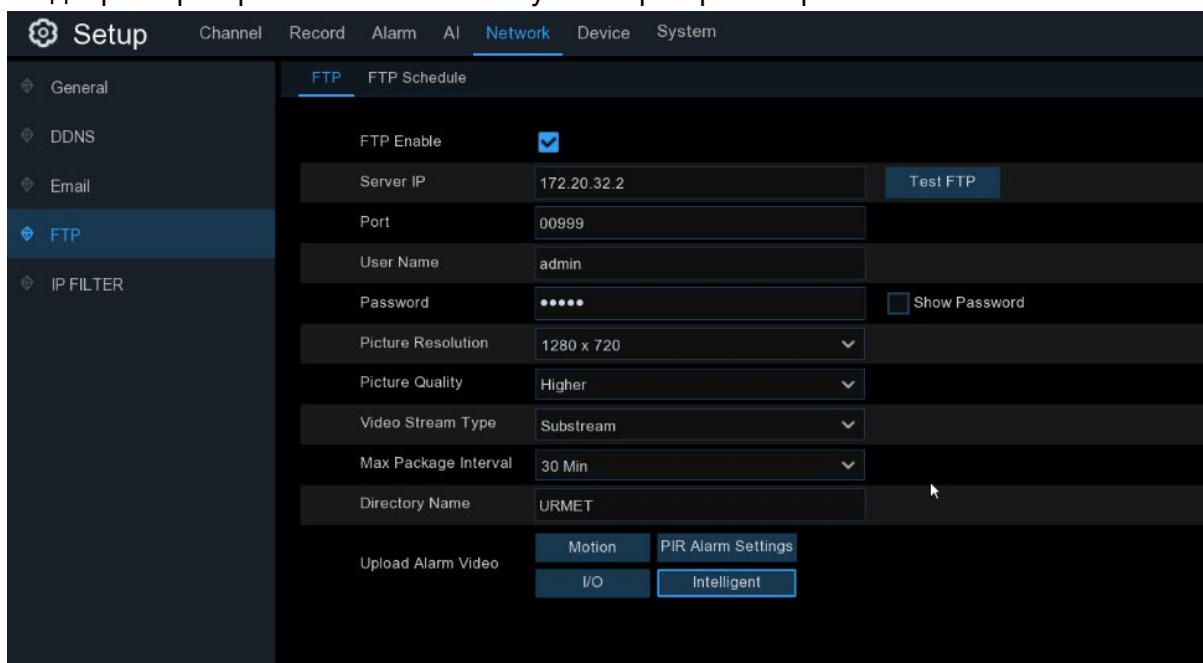 Setup Channel Record Alarm AI Network Device System
General
DDNS
Email
FTP
IP FILTER
FTP FTP Schedule
FTP Enable
Server IP 172.20.32.2 Test FTP
Port 00999
User Name admin
Password ••••• Show Password
Picture Resolution 1280 x 720
Picture Quality Higher
Video Stream Type Substream
Max Package Interval 30 Min
Directory Name URMET
Upload Alarm Video
Motion PIR Alarm Settings
I/O Intelligent